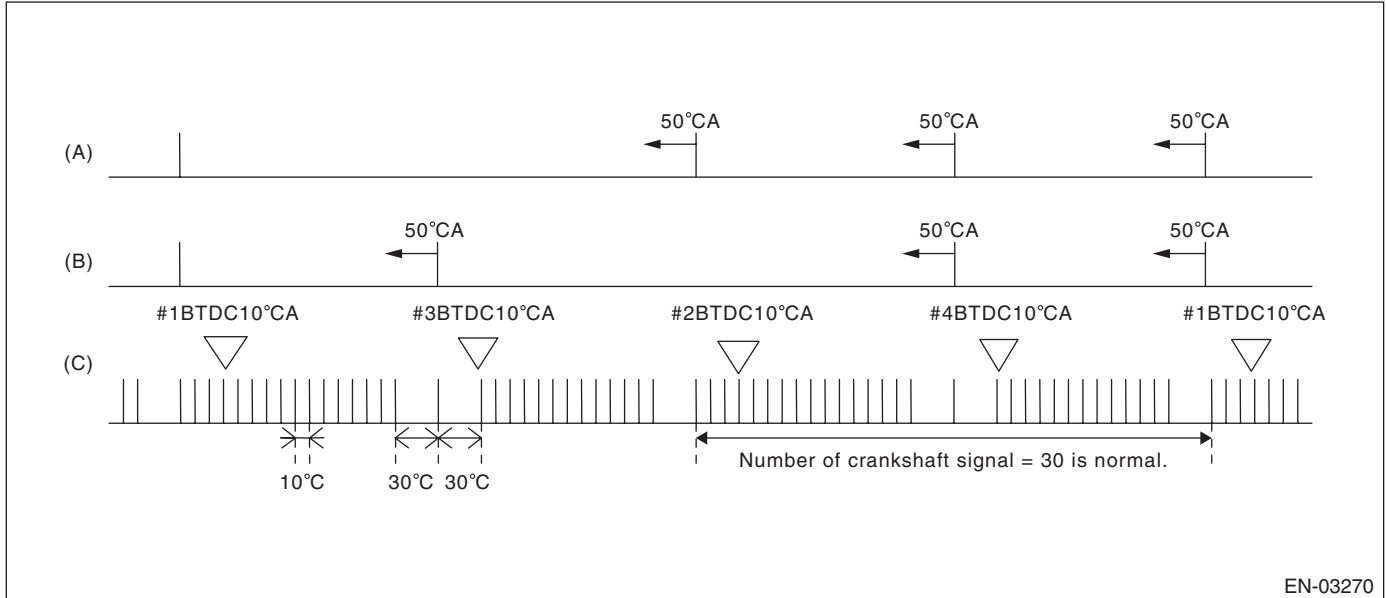 50°CA 50°CA 50°CA
(A)
50°CA 50°CA 50°CA
(B)
#1BTDC10°CA #3BTDC10°CA #2BTDC10°CA #4BTDC10°CA #1BTDC10°CA
(C)
Number of crankshaft signal = 30 is normal.
10°C 30°C 30°C
EN-03270